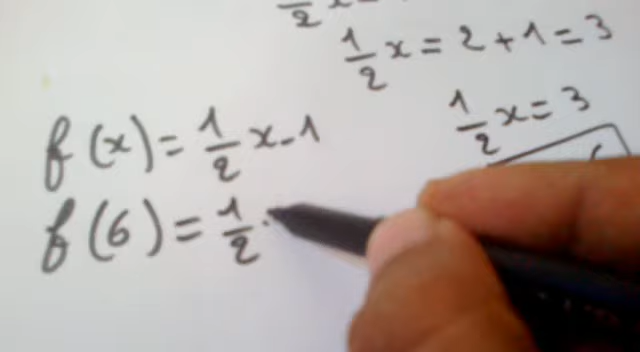 1/2 x = 2 + 1 = 3
1/2 x = 3
f(x) = 1/2 x - 1
f(6) = 1/2 ·